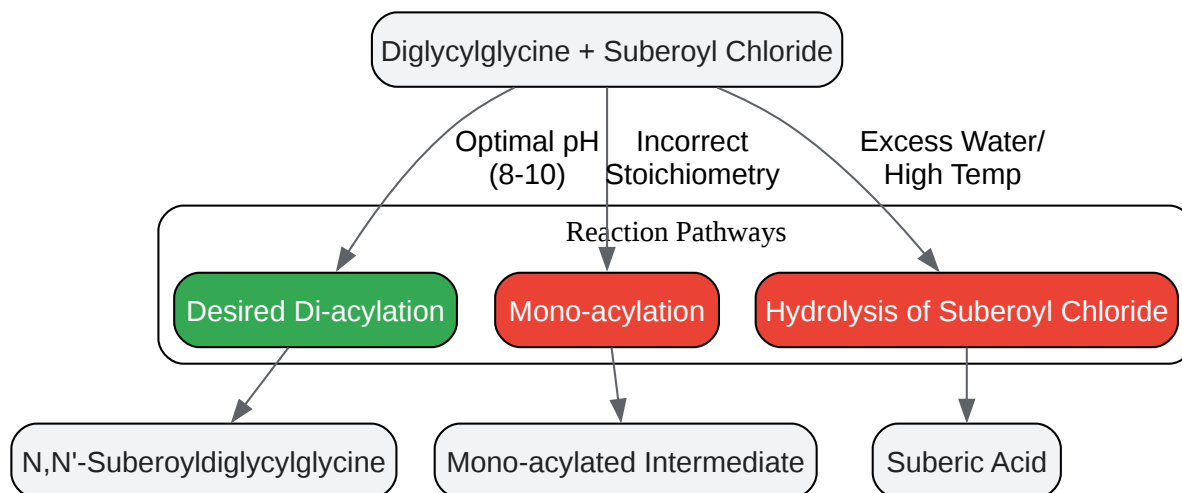 Diglycylglycine + Suberoyl Chloride
Optimal pH
(8-10)
Incorrect
Stoichiometry
Excess Water/
High Temp
Reaction Pathways
Desired Di-acylation
Mono-acylation
Hydrolysis of Suberoyl Chloride
N,N'-Suberoyldiglycylglycine
Mono-acylated Intermediate
Suberic Acid